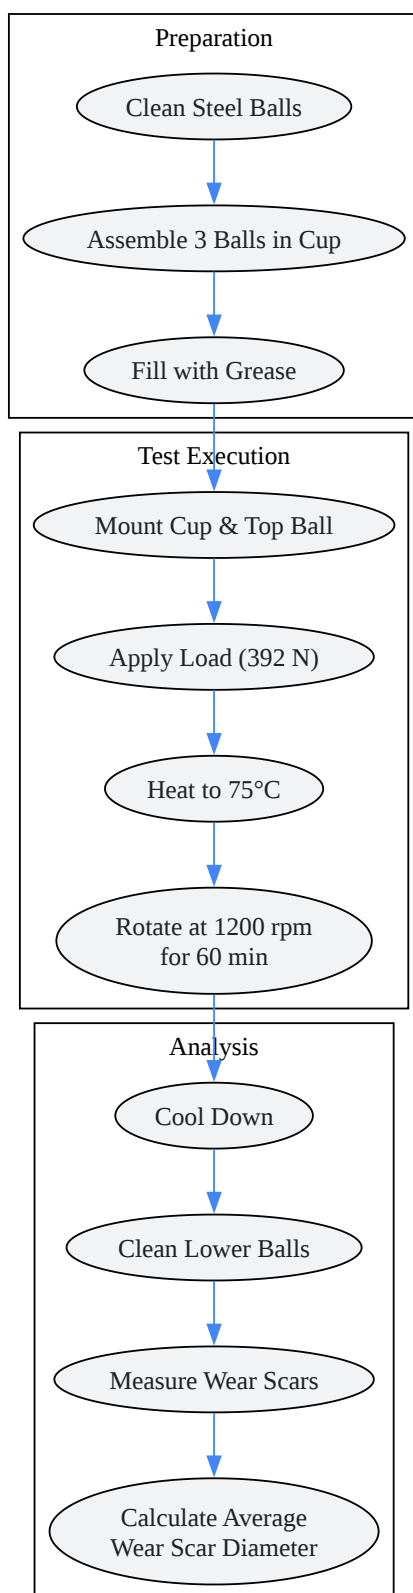 Preparation
Clean Steel Balls
Assemble 3 Balls in Cup
Fill with Grease
Test Execution
Mount Cup & Top Ball
Apply Load (392 N)
Heat to 75°C
Rotate at 1200 rpm
for 60 min
Analysis
Cool Down
Clean Lower Balls
Measure Wear Scars
Calculate Average
Wear Scar Diameter